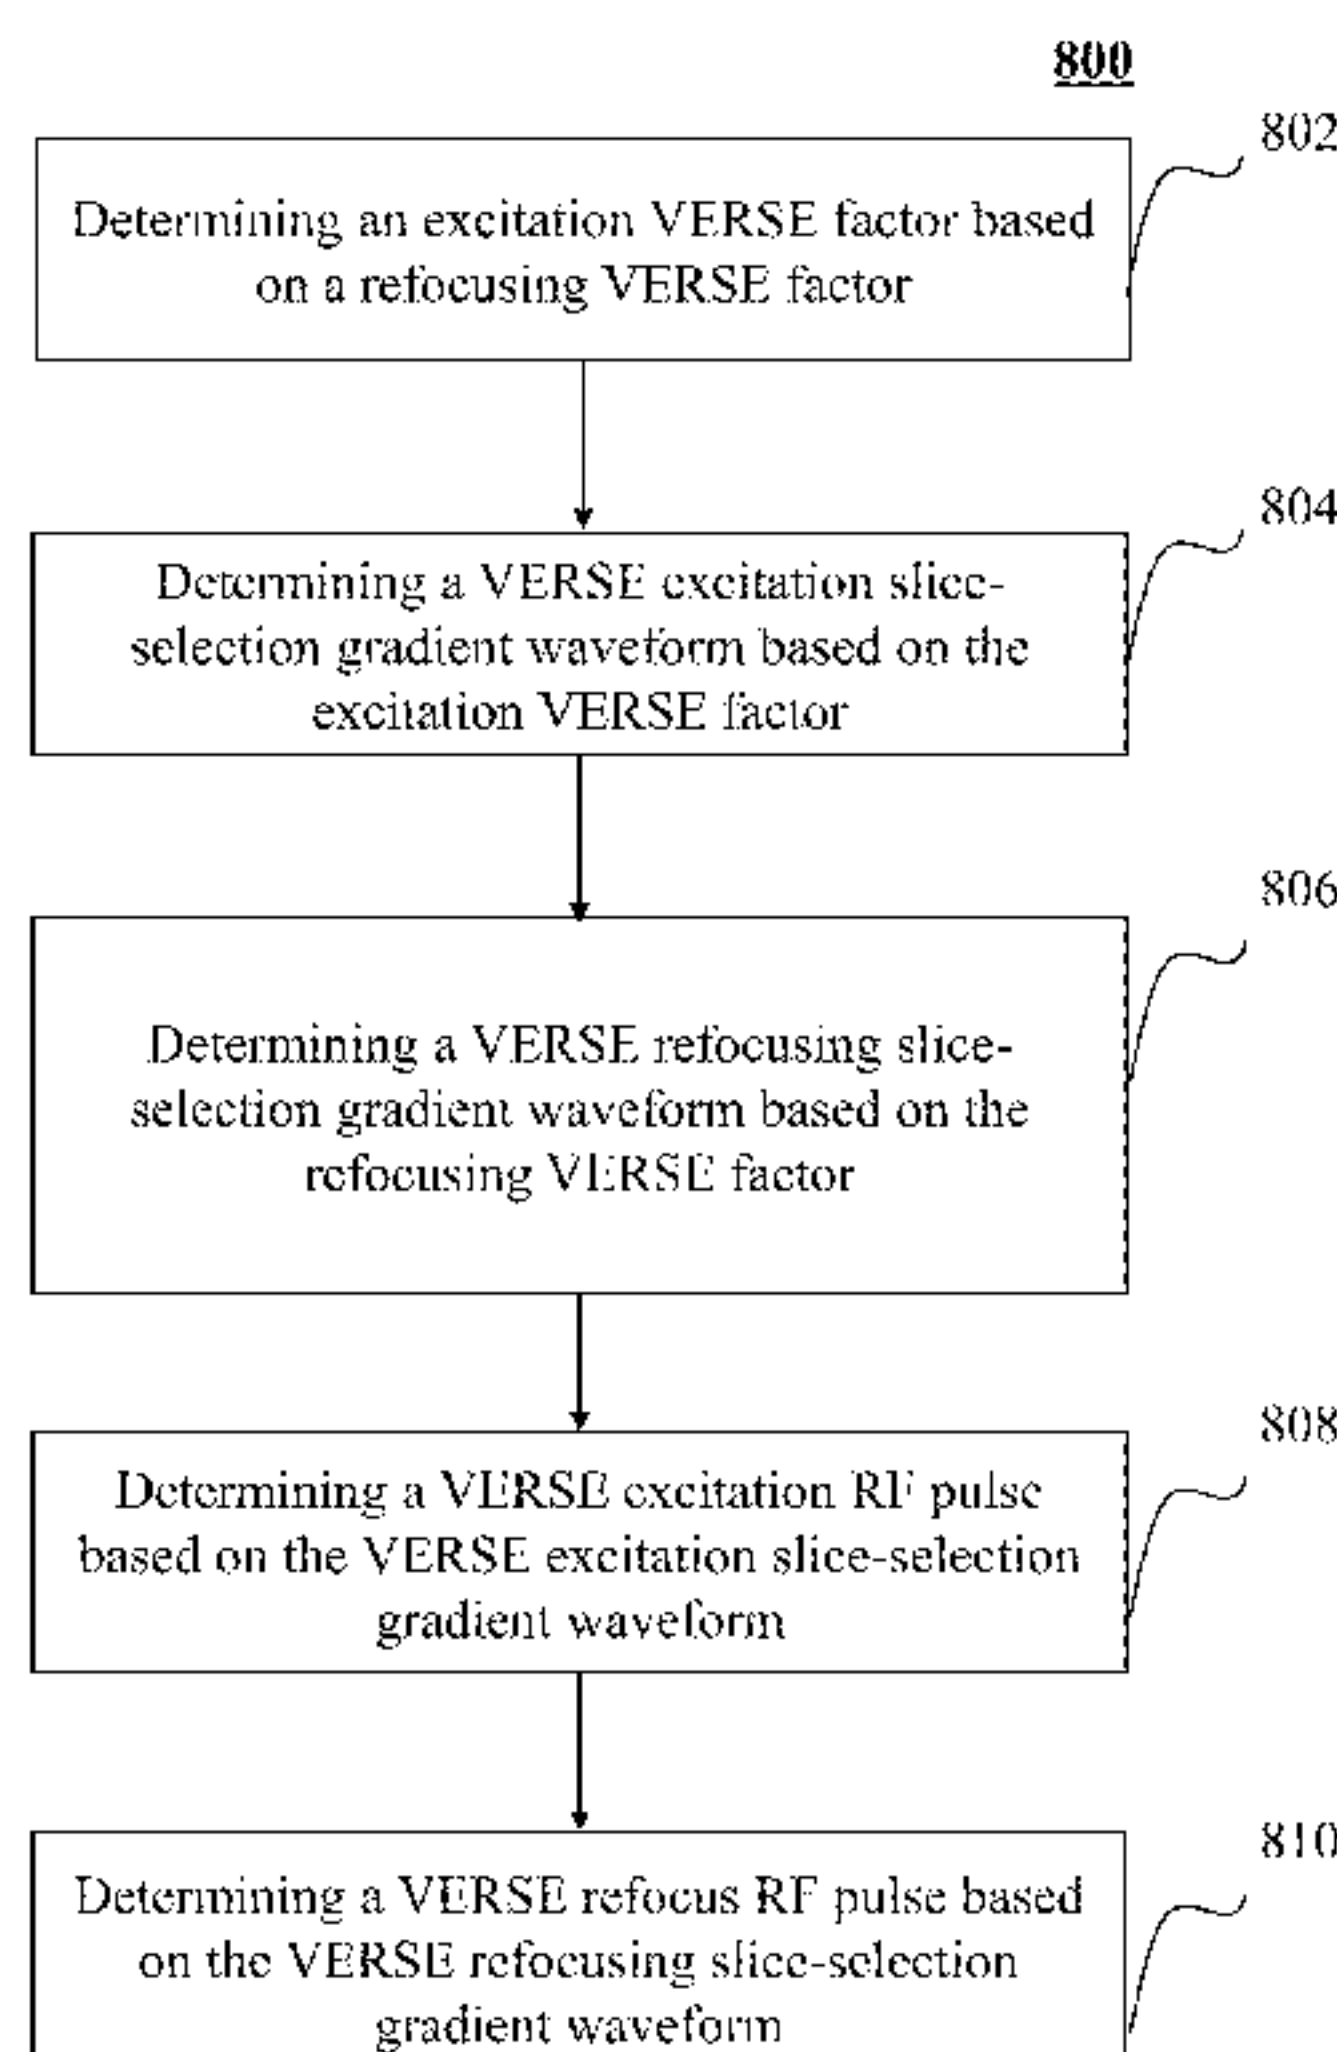 800
802
Determining an excitation VERSE factor based
on a refocusing VERSE factor
804
Determining a VERSE excitation slice-
selection gradient waveform based on the
excitation VERSE factor
806
Determining a VERSE refocusing slice-
selection gradient waveform based on the
refocusing VERSE factor
808
Determining a VERSE excitation RF pulse
based on the VERSE excitation slice-selection
gradient waveform
810
Determining a VERSE refocus RF pulse based
on the VERSE refocusing slice-selection
gradient waveform